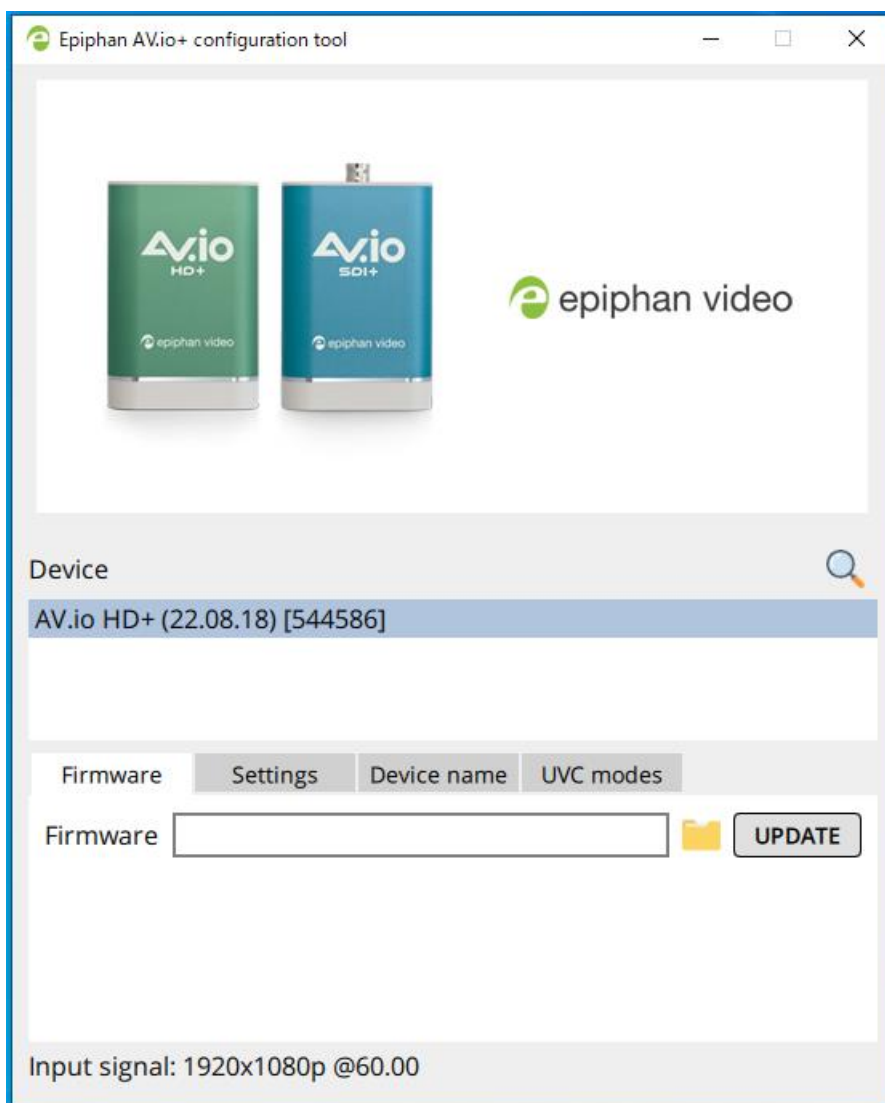 Epiphan AV.io+ configuration tool
AV.io
HD+
epiphan video
AV.io
SDI+
epiphan video
epiphan video
Device
AV.io HD+ (22.08.18) [544586]
Firmware Settings Device name UVC modes
Firmware UPDATE
Input signal: 1920x1080p @60.00